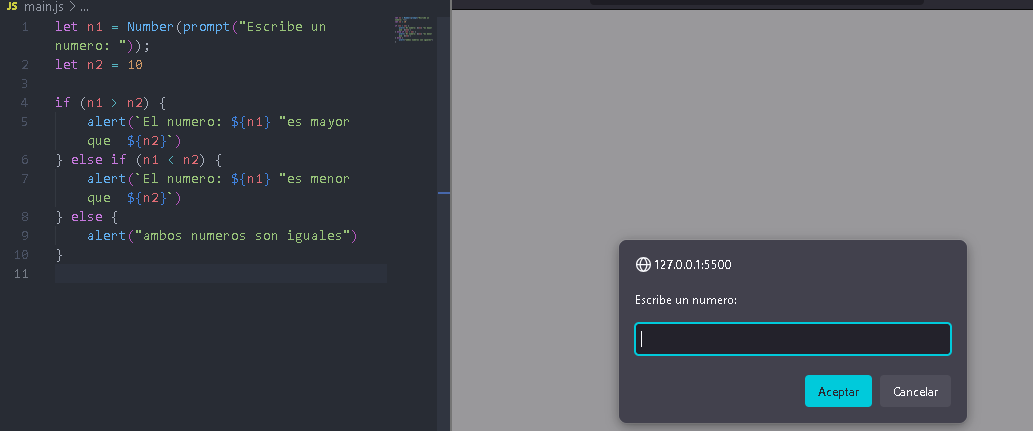 JS main.js > ...
1 let n1 = Number(prompt("Escribe un
numero: "));
2 let n2 = 10
3
4 if (n1 > n2) {
5 alert(`El numero: ${n1} "es mayor
que  ${n2}`)
6 } else if (n1 < n2) {
7 alert(`El numero: ${n1} "es menor
que  ${n2}`)
8 } else {
9 alert("ambos numeros son iguales")
10 }
11
127.0.0.1:5500
Escribe un numero:
Aceptar Cancelar